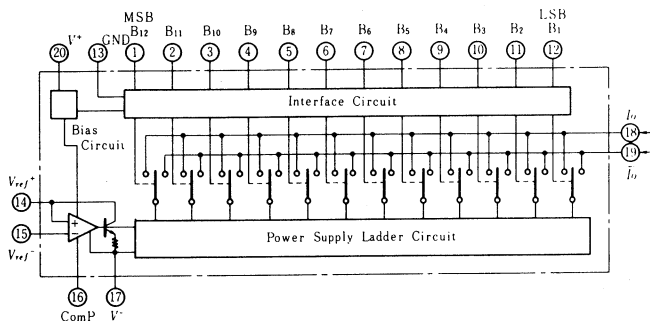 MSB LSB
V⁺ GND B₁₂ B₁₁ B₁₀ B₉ B₈ B₇ B₆ B₅ B₄ B₃ B₂ B₁
20 13 1 2 3 4 5 6 7 8 9 10 11 12
Interface Circuit
Bias
Circuit
I₀
18
19
Ī₀
Vref⁺
14
+
−
15
Vref⁻
Power Supply Ladder Circuit
16 17
ComP V⁻